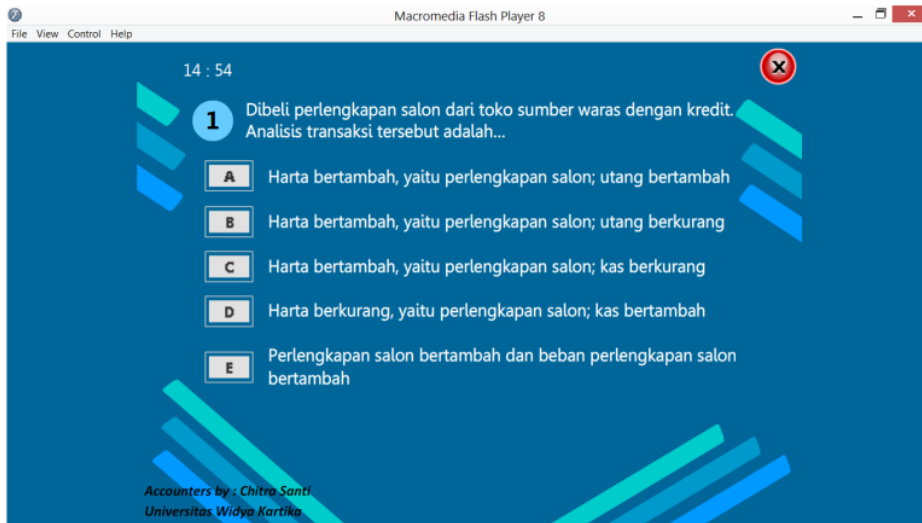 Macromedia Flash Player 8
File View Control Help
14 : 54
X
1
Dibeli perlengkapan salon dari toko sumber waras dengan kredit.
Analisis transaksi tersebut adalah...
A Harta bertambah, yaitu perlengkapan salon; utang bertambah
B Harta bertambah, yaitu perlengkapan salon; utang berkurang
C Harta bertambah, yaitu perlengkapan salon; kas berkurang
D Harta berkurang, yaitu perlengkapan salon; kas bertambah
E Perlengkapan salon bertambah dan beban perlengkapan salon
bertambah
Accounters by : Chitra Santi
Universitas Widya Kartika